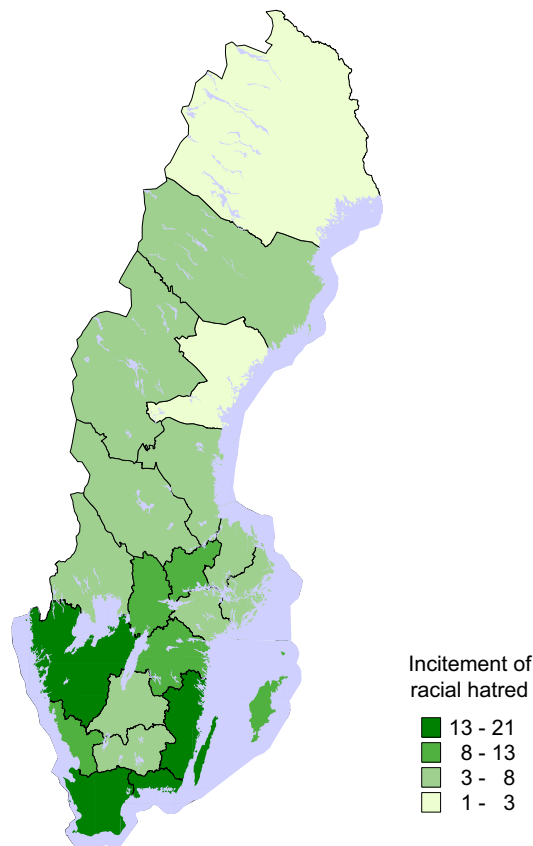 Incitement of
racial hatred
13 - 21
8 - 13
3 - 8
1 - 3